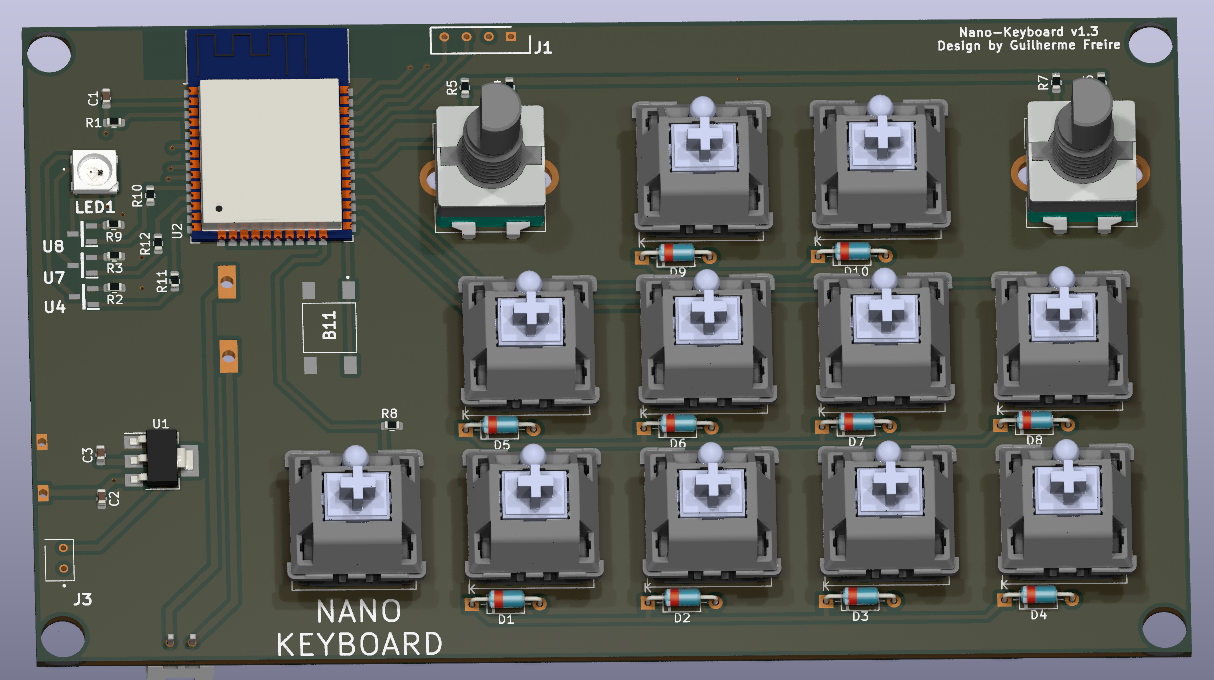 Nano-Keyboard v1.3
Design by Guilherme Freire
J1
C1
R1
R5
R7
LED1
R10
U2
U8
R9
R12
U7
R3
R11
U4
R2
B11
K
D9
K
D10
R8
K
D5
K
D6
K
D7
K
D8
U1
C3
C2
J3
NANO
KEYBOARD
K
D1
K
D2
K
D3
K
D4